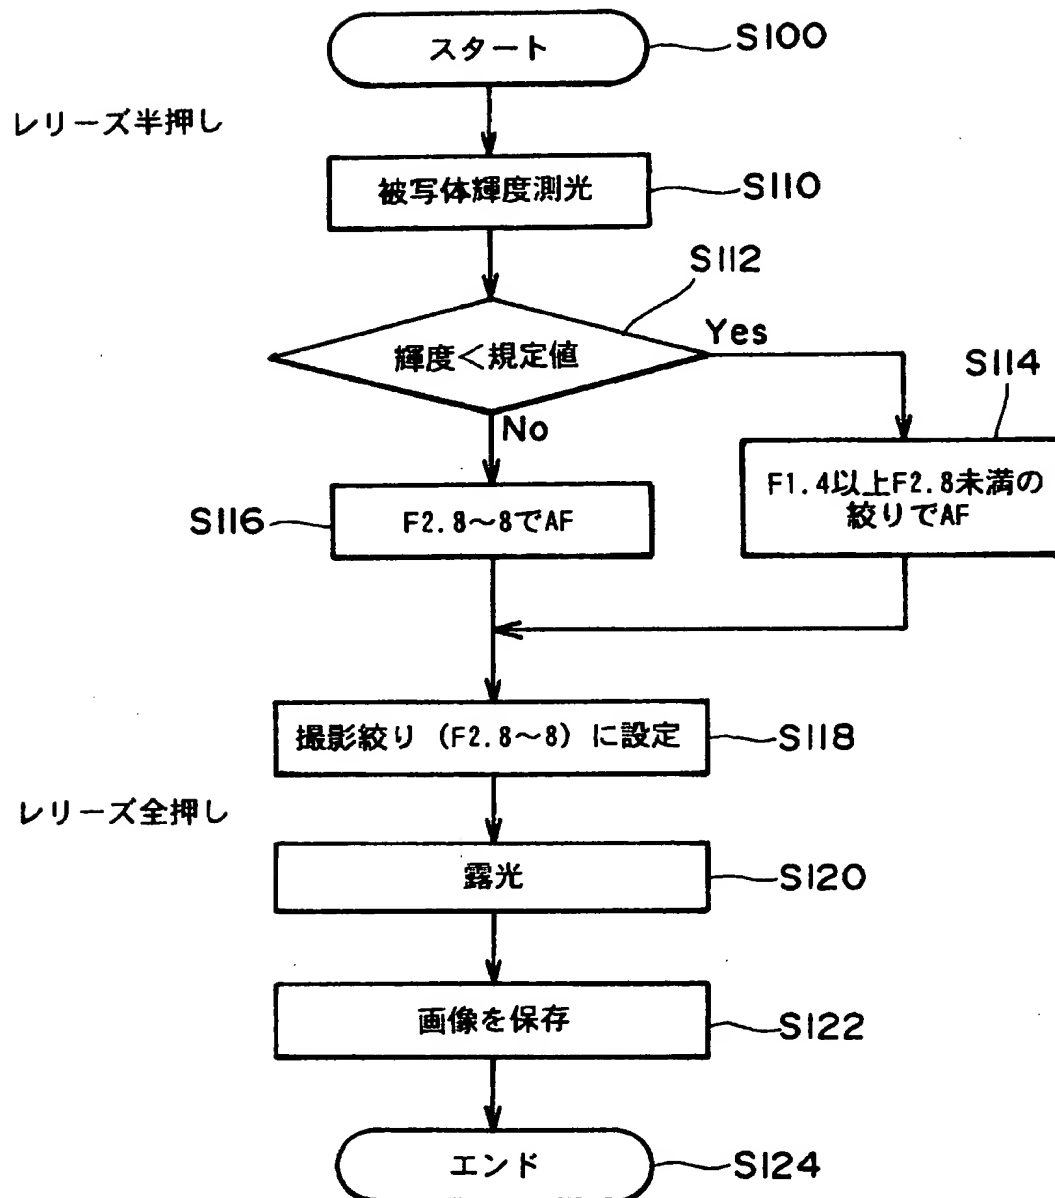 スタート
S100
レリーズ半押し
被写体輝度測光
S110
S112
輝度<規定値
Yes
No
S114
F1.4以上F2.8未満の
絞りでAF
S116
F2.8~8でAF
撮影絞り (F2.8~8) に設定
S118
レリーズ全押し
露光
S120
画像を保存
S122
エンド
S124